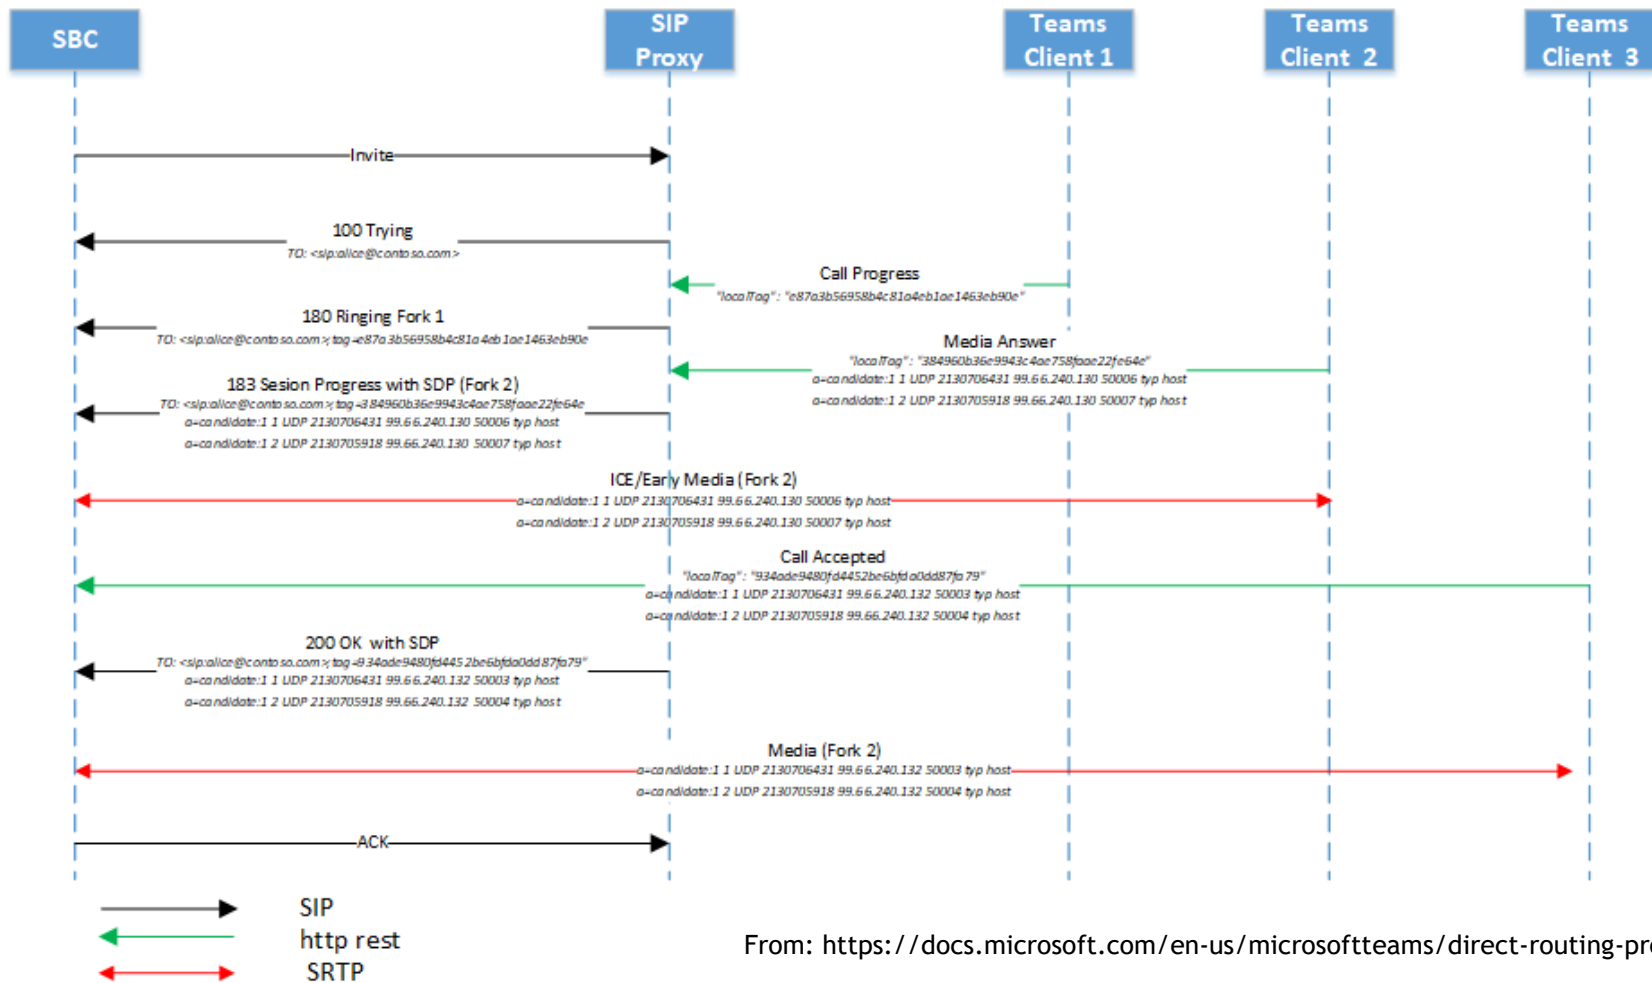 SBC
SIP
Proxy
Teams
Client 1
Teams
Client 2
Teams
Client 3
Invite
100 Trying
TO: <sip:alice@contoso.com>
Call Progress
"localTag": "e87a3b56958b4c81a4eb1ae1463eb90e"
180 Ringing Fork 1
TO: <sip:alice@contoso.com>;tag=e87a3b56958b4c81a4eb1ae1463eb90e
Media Answer
"localTag": "384960b36e9943c4ae758faae22fe64e"
a=candidate:1 1 UDP 2130706431 99.66.240.130 50006 typ host
a=candidate:1 2 UDP 2130705918 99.66.240.130 50007 typ host
183 Sesion Progress with SDP (Fork 2)
TO: <sip:alice@contoso.com>;tag=384960b36e9943c4ae758faae22fe64e
a=candidate:1 1 UDP 2130706431 99.66.240.130 50006 typ host
a=candidate:1 2 UDP 2130705918 99.66.240.130 50007 typ host
ICE/Early Media (Fork 2)
a=candidate:1 1 UDP 2130706431 99.66.240.130 50006 typ host
a=candidate:1 2 UDP 2130705918 99.66.240.130 50007 typ host
Call Accepted
"localTag": "934ade9480fd4452be6bfda0dd87fa79"
a=candidate:1 1 UDP 2130706431 99.66.240.132 50003 typ host
a=candidate:1 2 UDP 2130705918 99.66.240.132 50004 typ host
200 OK with SDP
TO: <sip:alice@contoso.com>;tag=934ade9480fd4452be6bfda0dd87fa79"
a=candidate:1 1 UDP 2130706431 99.66.240.132 50003 typ host
a=candidate:1 2 UDP 2130705918 99.66.240.132 50004 typ host
Media (Fork 2)
a=candidate:1 1 UDP 2130706431 99.66.240.132 50003 typ host
a=candidate:1 2 UDP 2130705918 99.66.240.132 50004 typ host
ACK
SIP
http rest
SRTP
From: https://docs.microsoft.com/en-us/microsoftteams/direct-routing-pro